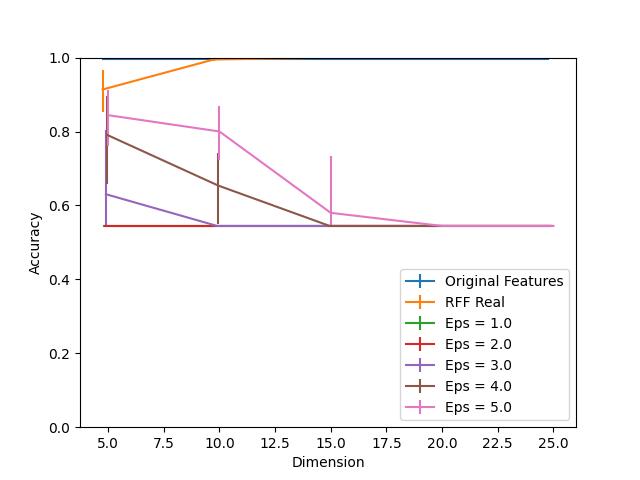 1.0
0.8
0.6
0.4
0.2
0.0
Accuracy
Original Features
RFF Real
Eps = 1.0
Eps = 2.0
Eps = 3.0
Eps = 4.0
Eps = 5.0
5.0 7.5 10.0 12.5 15.0 17.5 20.0 22.5 25.0
Dimension